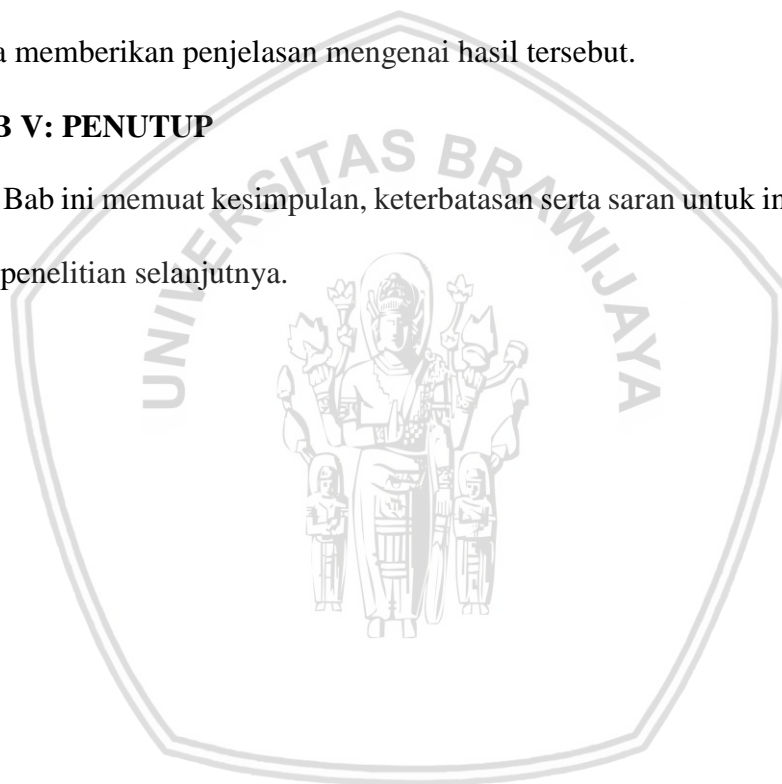 a memberikan penjelasan mengenai hasil tersebut.
B V: PENUTUP
Bab ini memuat kesimpulan, keterbatasan serta saran untuk in
penelitian selanjutnya.
UNIVERSITAS BRAWIJAYA